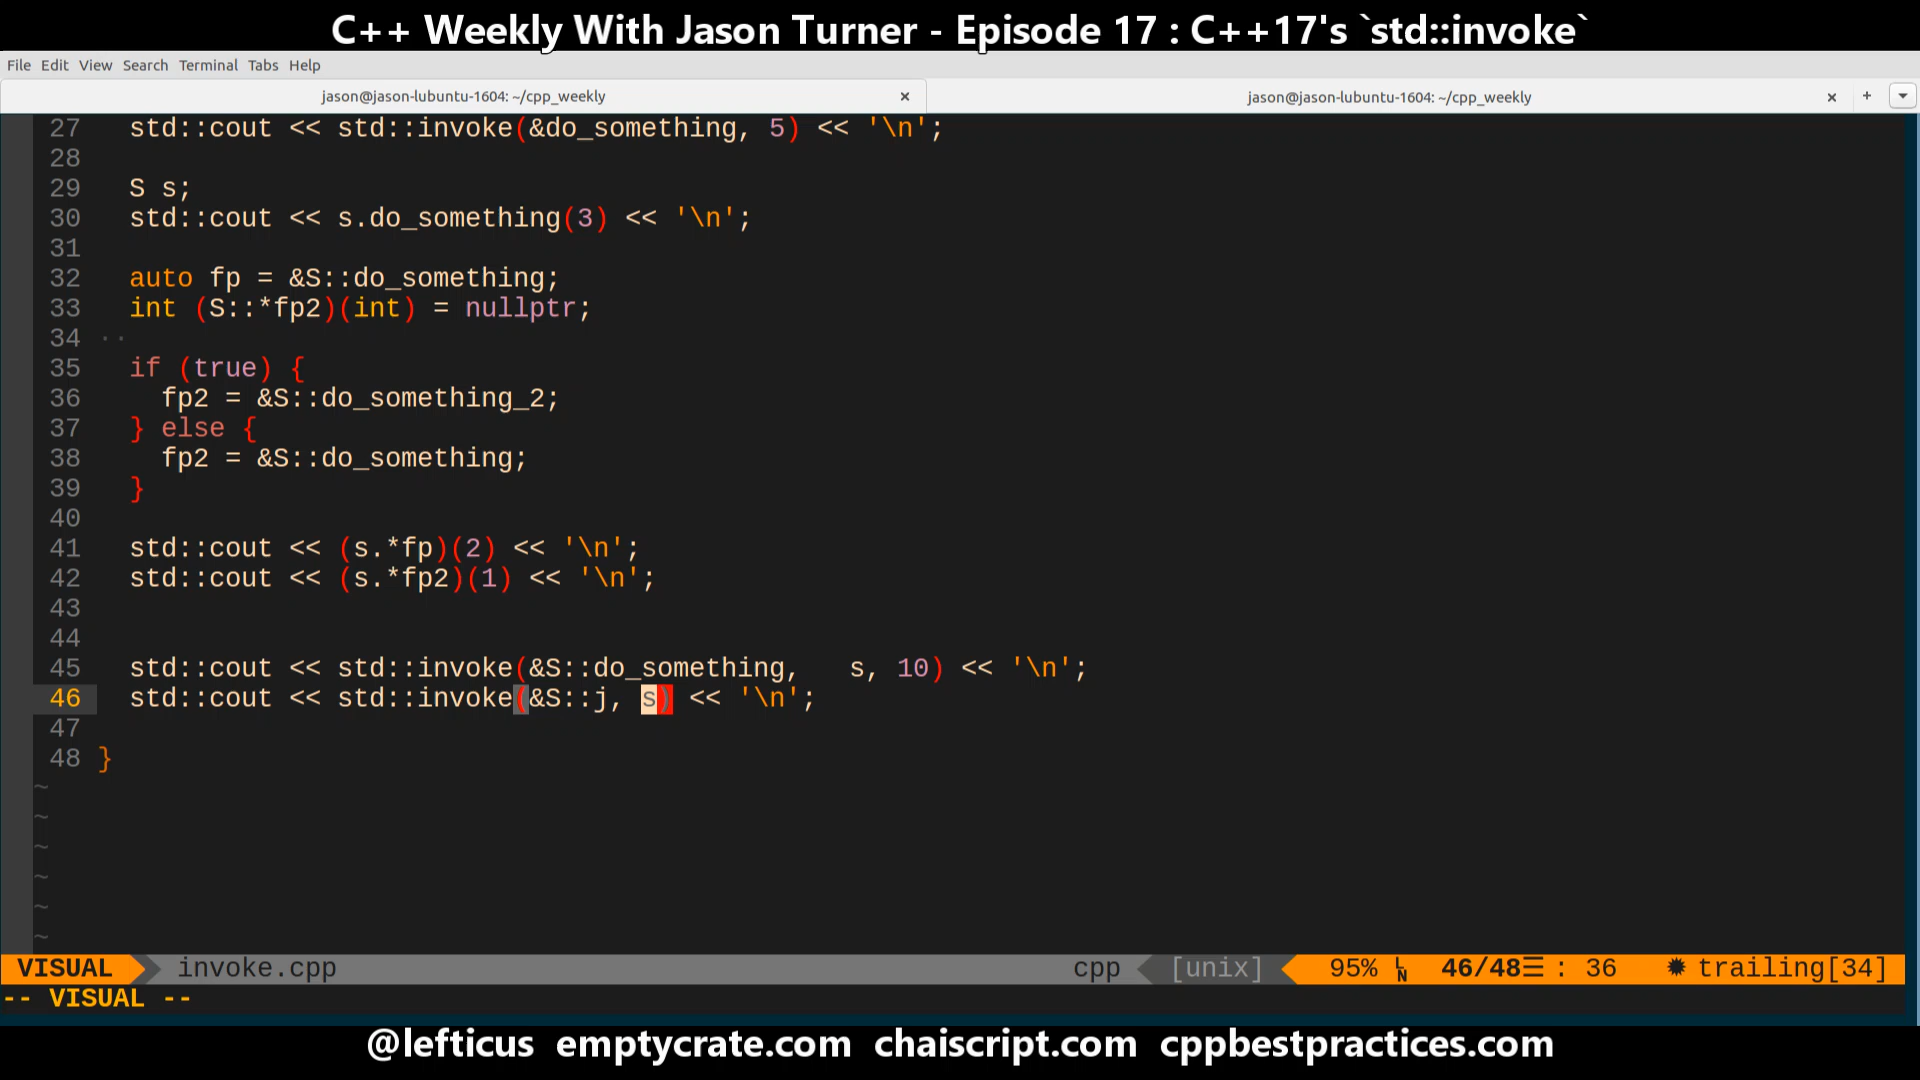 C++ Weekly With Jason Turner - Episode 17 : C++17's `std::invoke`
File Edit View Search Terminal Tabs Help
jason@jason-lubuntu-1604: ~/cpp_weekly × jason@jason-lubuntu-1604: ~/cpp_weekly × +
27 std::cout << std::invoke(&do_something, 5) << '\n';
28
29 S s;
30 std::cout << s.do_something(3) << '\n';
31
32 auto fp = &S::do_something;
33 int (S::*fp2)(int) = nullptr;
34 ··
35 if (true) {
36 fp2 = &S::do_something_2;
37 } else {
38 fp2 = &S::do_something;
39 }
40
41 std::cout << (s.*fp)(2) << '\n';
42 std::cout << (s.*fp2)(1) << '\n';
43
44
45 std::cout << std::invoke(&S::do_something,   s, 10) << '\n';
46 std::cout << std::invoke(&S::j, s) << '\n';
47
48 }
~
~
~
~
~
~
VISUAL invoke.cpp cpp [unix] 95% LN 46/48☰ : 36 ✹ trailing[34]
-- VISUAL --
@lefticus emptycrate.com chaiscript.com cppbestpractices.com